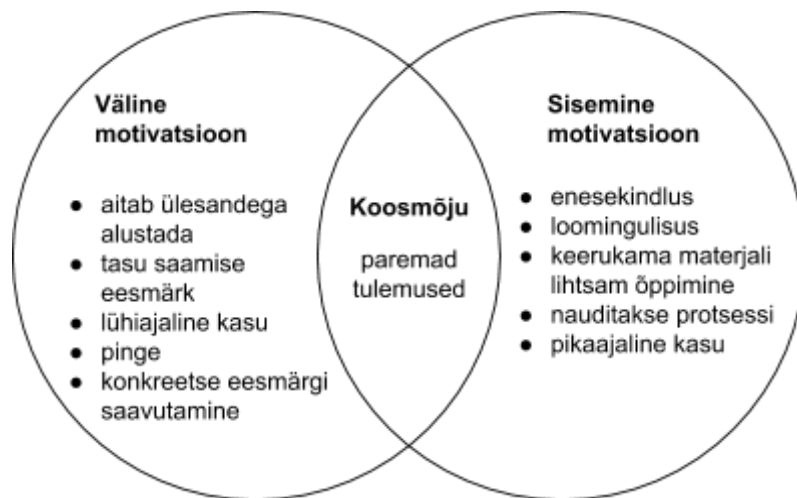 Väline
motivatsioon
● aitab ülesandega
alustada
● tasu saamise
eesmärk
● lühiajaline kasu
● pinge
● konkreetse eesmärgi
saavutamine
Koosmõju
paremad
tulemused
Sisemine
motivatsioon
● enesekindlus
● loomingulisus
● keerukama materjali
lihtsam õppimine
● nauditakse protsessi
● pikaajaline kasu